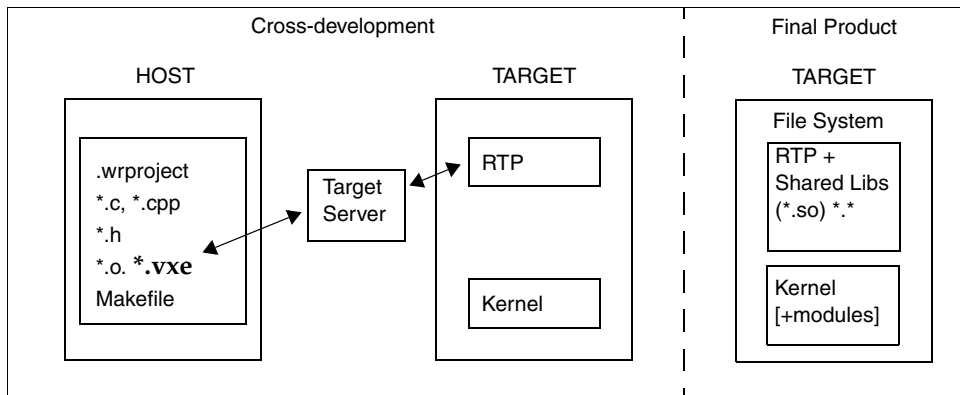 Cross-development
HOST
.wrproject
*.c, *.cpp
*.h
*.o. *.vxe
Makefile
Target
Server
TARGET
RTP
Kernel
Final Product
TARGET
File System
RTP +
Shared Libs
(*.so) *.*
Kernel
[+modules]